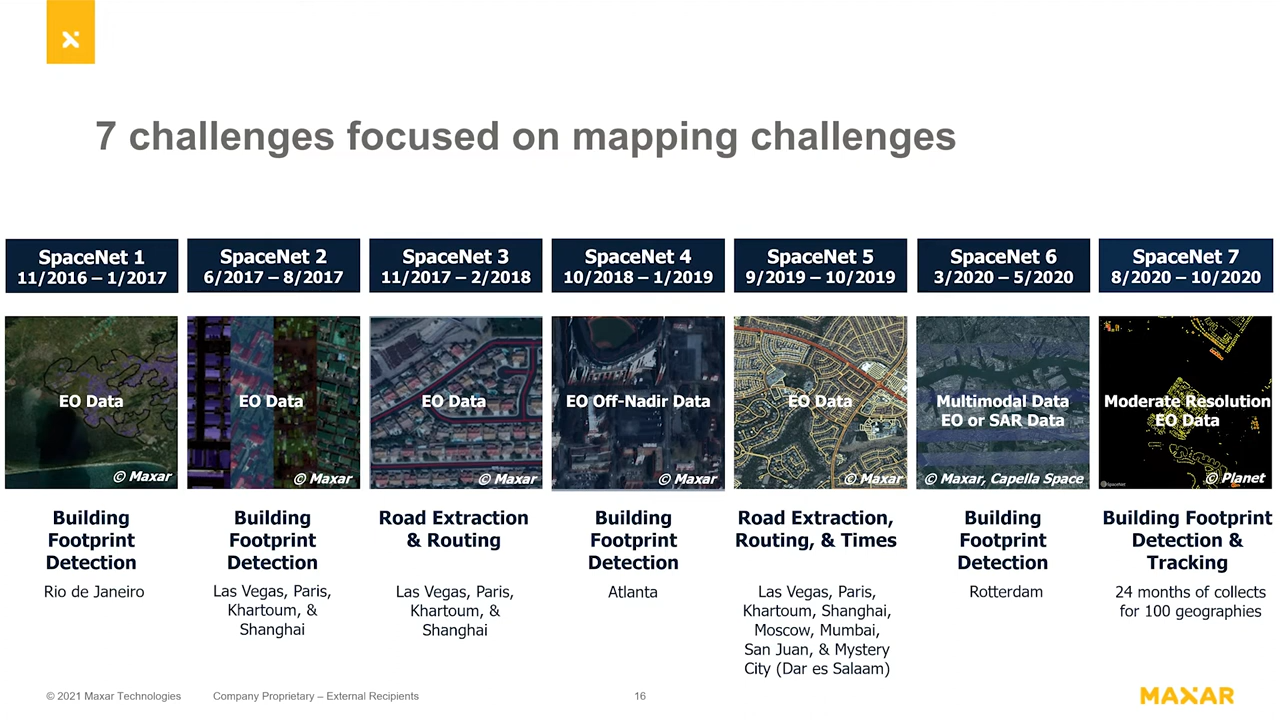 7 challenges focused on mapping challenges
SpaceNet 1
11/2016 – 1/2017
EO Data
© Maxar
Building
Footprint
Detection
Rio de Janeiro
SpaceNet 2
6/2017 – 8/2017
EO Data
© Maxar
Building
Footprint
Detection
Las Vegas, Paris,
Khartoum, &
Shanghai
SpaceNet 3
11/2017 – 2/2018
EO Data
© Maxar
Road Extraction
& Routing
Las Vegas, Paris,
Khartoum, &
Shanghai
SpaceNet 4
10/2018 – 1/2019
EO Off-Nadir Data
© Maxar
Building
Footprint
Detection
Atlanta
SpaceNet 5
9/2019 – 10/2019
EO Data
© Maxar
Road Extraction,
Routing, & Times
Las Vegas, Paris,
Khartoum, Shanghai,
Moscow, Mumbai,
San Juan, & Mystery
City (Dar es Salaam)
SpaceNet 6
3/2020 – 5/2020
Multimodal Data
EO or SAR Data
© Maxar, Capella Space
Building
Footprint
Detection
Rotterdam
SpaceNet 7
8/2020 – 10/2020
Moderate Resolution
EO Data
SpaceNet
© Planet
Building Footprint
Detection &
Tracking
24 months of collects
for 100 geographies
© 2021 Maxar Technologies
Company Proprietary – External Recipients
16
MAXAR